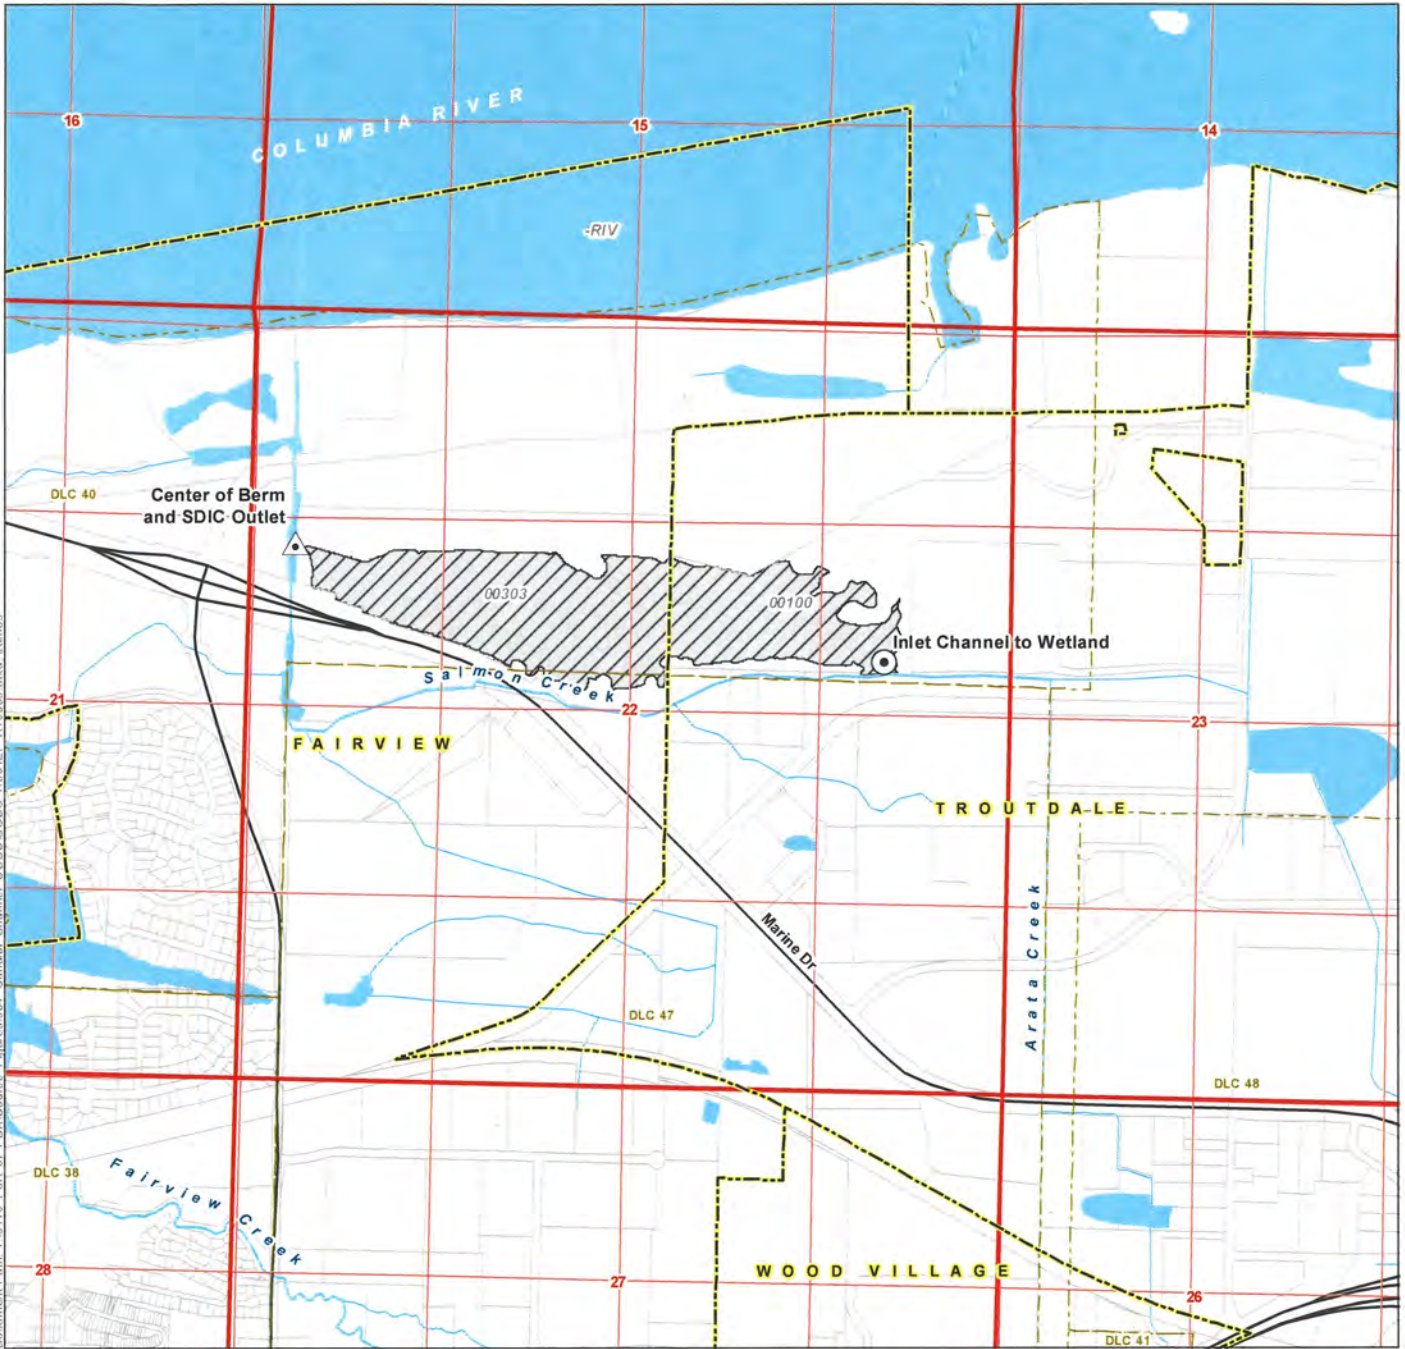 16
COLUMBIA RIVER
15
14
-RIV
DLC 40
Center of Berm
and SDIC Outlet
00303
00100
Inlet Channel to Wetland
Salmon Creek
21
22
23
FAIRVIEW
TROUTDALE
Arata Creek
Marine Dr
DLC 47
DLC 48
DLC 38
Fairview Creek
28
27
WOOD VILLAGE
26
DLC 41